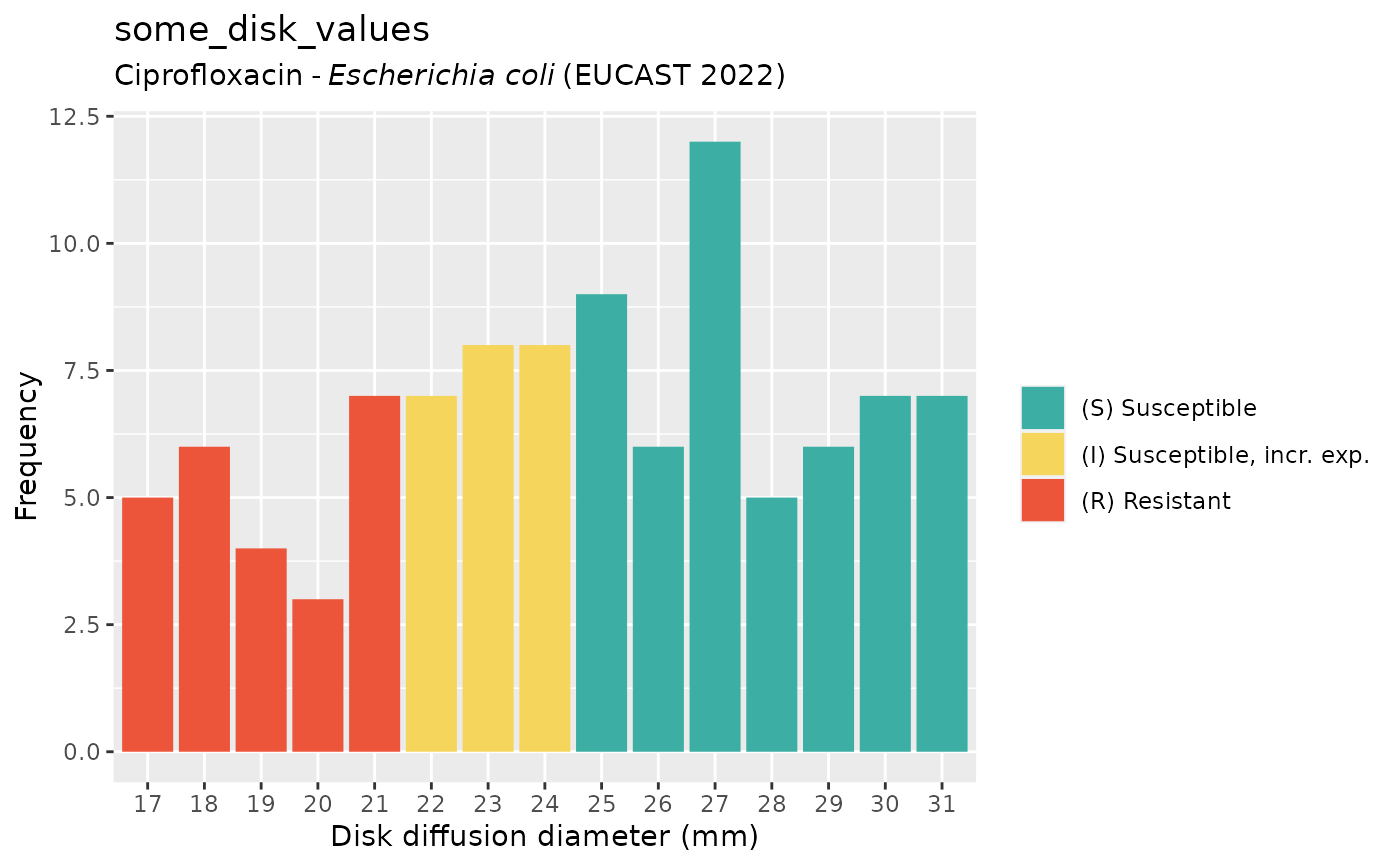 some_disk_values
Ciprofloxacin - Escherichia coli (EUCAST 2022)
12.5
10.0
7.5
5.0
2.5
0.0
Frequency
17 18 19 20 21 22 23 24 25 26 27 28 29 30 31
Disk diffusion diameter (mm)
(S) Susceptible
(I) Susceptible, incr. exp.
(R) Resistant